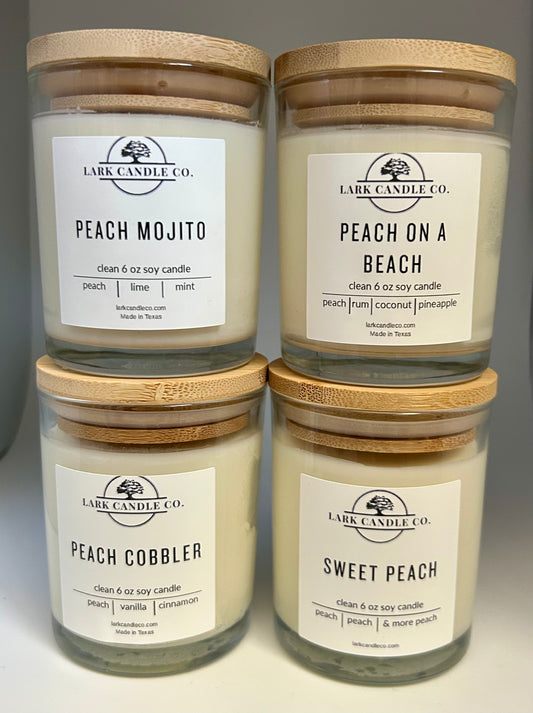 LARK CANDLE CO.
PEACH MOJITO
clean 6 oz soy candle
peach | lime | mint
larkcandleco.com
Made in Texas
LARK CANDLE CO.
PEACH ON A
BEACH
clean 6 oz soy candle
peach | rum | coconut | pineapple
larkcandleco.com
Made in Texas
LARK CANDLE CO.
PEACH COBBLER
clean 6 oz soy candle
peach | vanilla | cinnamon
larkcandleco.com
Made in Texas
LARK CANDLE CO.
SWEET PEACH
clean 6 oz soy candle
peach | peach | & more peach
larkcandleco.com